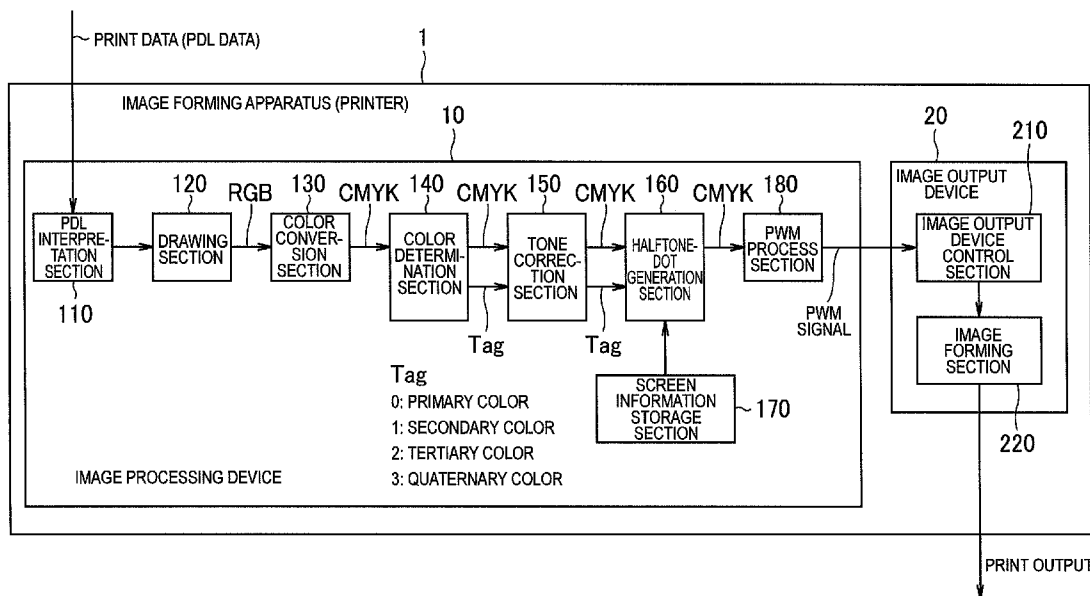 PRINT DATA (PDL DATA)
1
IMAGE FORMING APPARATUS (PRINTER)
10
20
210
120
RGB
130
CMYK
140
CMYK
150
CMYK
160
CMYK
180
IMAGE OUTPUT
DEVICE
PDL
INTERPRE-
TATION
SECTION
110
DRAWING
SECTION
COLOR
CONVER-
SION
SECTION
COLOR
DETERMI-
NATION
SECTION
TONE
CORREC-
TION
SECTION
HALFTONE-
DOT
GENERATION
SECTION
PWM
PROCESS
SECTION
IMAGE OUTPUT
DEVICE
CONTROL
SECTION
PWM
SIGNAL
Tag
Tag
IMAGE
FORMING
SECTION
220
Tag
0: PRIMARY COLOR
1: SECONDARY COLOR
2: TERTIARY COLOR
3: QUATERNARY COLOR
SCREEN
INFORMATION
STORAGE
SECTION
170
IMAGE PROCESSING DEVICE
PRINT OUTPUT